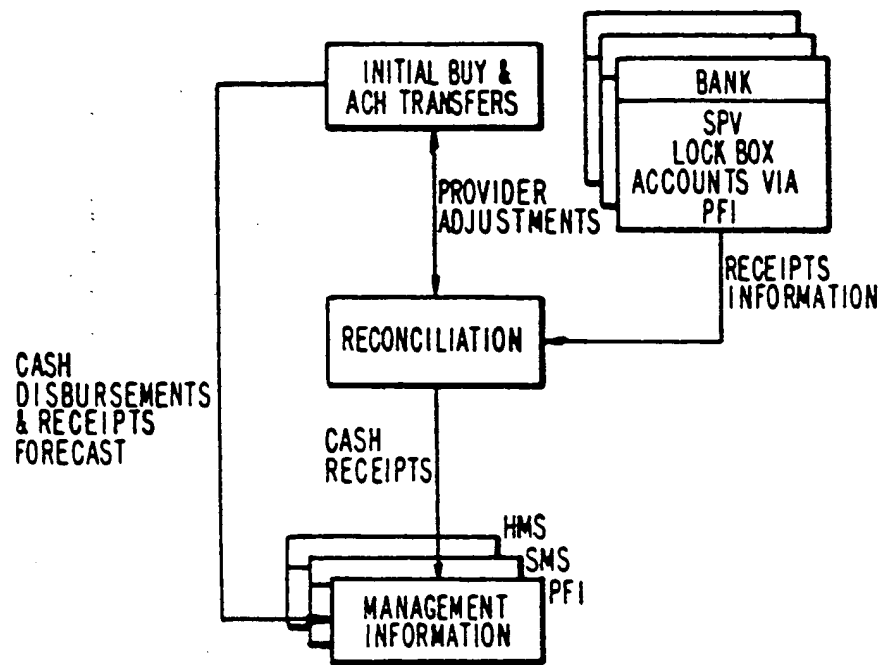 INITIAL BUY &
ACH TRANSFERS
BANK
SPV
LOCK BOX
ACCOUNTS VIA
PFI
PROVIDER
ADJUSTMENTS
RECEIPTS
INFORMATION
RECONCILIATION
CASH
DISBURSEMENTS
& RECEIPTS
FORECAST
CASH
RECEIPTS
HMS
SMS
PFI
MANAGEMENT
INFORMATION